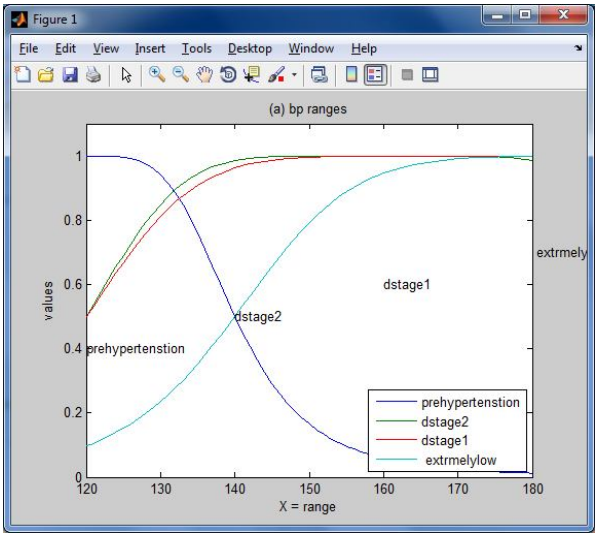 Figure 1
File Edit View Insert Tools Desktop Window Help
(a) bp ranges
1
0.8
0.6
0.4
0.2
0
values
extrmely
dstage1
dstage2
prehypertenstion
prehypertenstion
dstage2
dstage1
extrmelylow
120 130 140 150 160 170 180
X = range